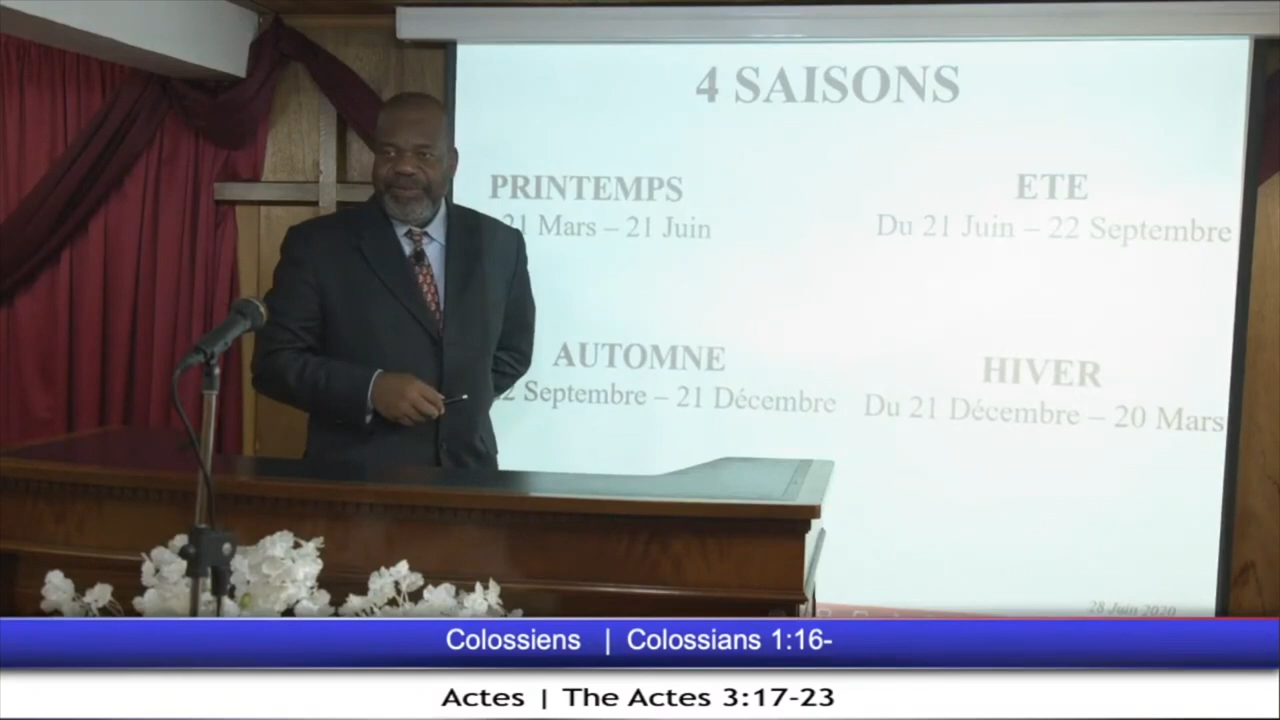 4 SAISONS
PRINTEMPS
21 Mars – 21 Juin
ETE
Du 21 Juin – 22 Septembre
AUTOMNE
Septembre – 21 Décembre
HIVER
Du 21 Décembre – 20 Mars
28 Juin 2020
Colossiens | Colossians 1:16-
Actes | The Actes 3:17-23